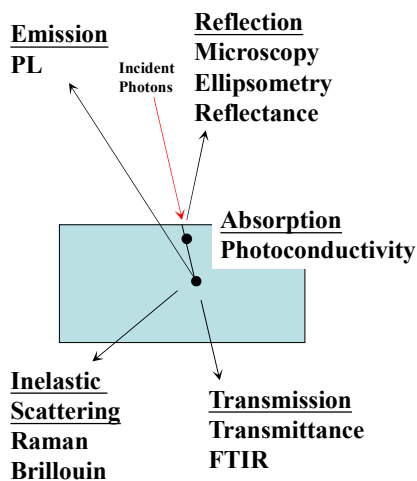 Emission
PL
Incident
Photons
Reflection
Microscopy
Ellipsometry
Reflectance
Absorption
Photoconductivity
Inelastic
Scattering
Raman
Brillouin
Transmission
Transmittance
FTIR